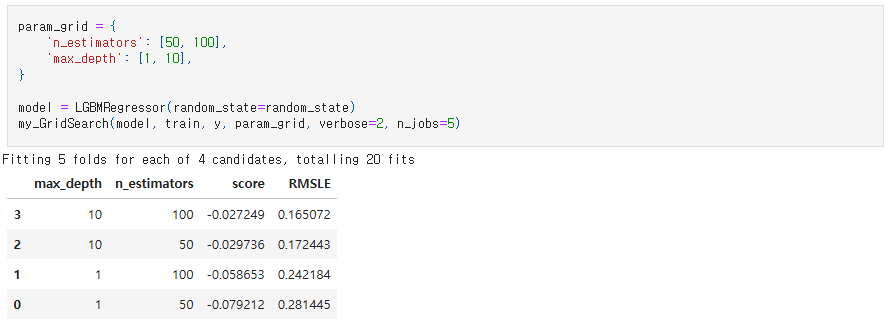 param_grid = {
    'n_estimators': [50, 100],
    'max_depth': [1, 10],
}
model = LGBMRegressor(random_state=random_state)
my_GridSearch(model, train, y, param_grid, verbose=2, n_jobs=5)
Fitting 5 folds for each of 4 candidates, totalling 20 fits
max_depth n_estimators score RMSLE
3 10 100 -0.027249 0.165072
2 10 50 -0.029736 0.172443
1 1 100 -0.058653 0.242184
0 1 50 -0.079212 0.281445